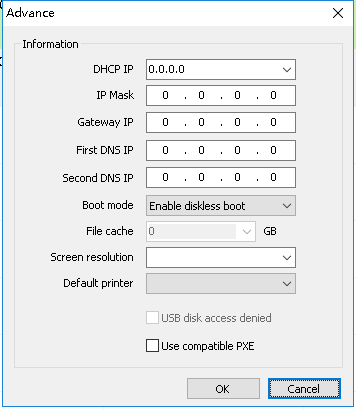 Advance
Information
DHCP IP 0.0.0.0
IP Mask 0 . 0 . 0 . 0
Gateway IP 0 . 0 . 0 . 0
First DNS IP 0 . 0 . 0 . 0
Second DNS IP 0 . 0 . 0 . 0
Boot mode Enable diskless boot
File cache 0 GB
Screen resolution
Default printer
USB disk access denied
Use compatible PXE
OK Cancel